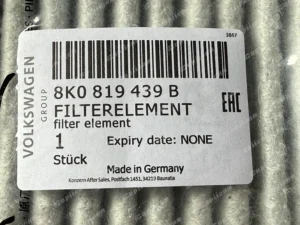 VOLKSWAGEN
GROUP
8K0 819 439 B
FILTERELEMENT
filter element
EAC
1
Expiry date: NONE
Stück
Made in Germany
Konzern After Sales, Postfach 1451, 34219 Baunatal